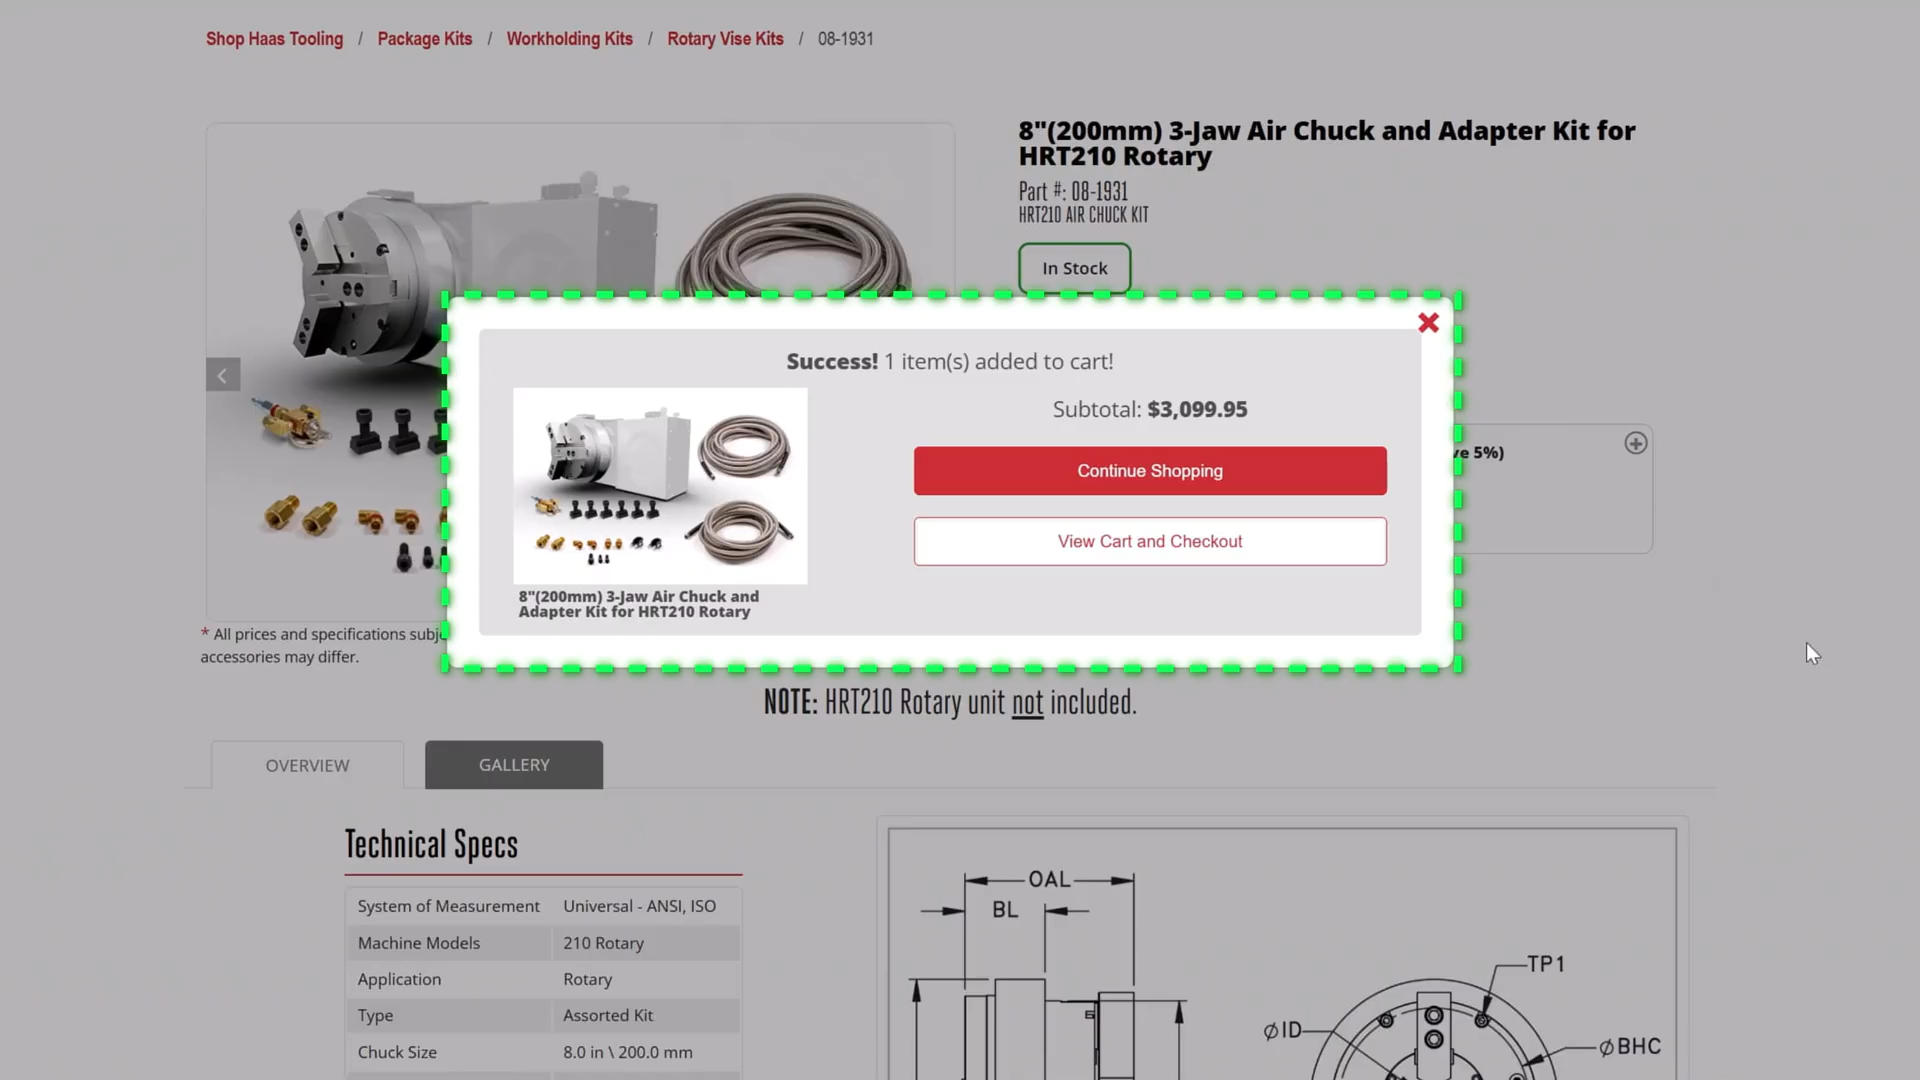 Shop Haas Tooling / Package Kits / Workholding Kits / Rotary Vise Kits / 08-1931
8"(200mm) 3-Jaw Air Chuck and Adapter Kit for
HRT210 Rotary
Part #: 08-1931
HRT210 AIR CHUCK KIT
In Stock
Success! 1 item(s) added to cart!
Subtotal: $3,099.95
Continue Shopping
View Cart and Checkout
8"(200mm) 3-Jaw Air Chuck and
Adapter Kit for HRT210 Rotary
5%)
* All prices and specifications
accessories may differ.
NOTE: HRT210 Rotary unit not included.
OVERVIEW
GALLERY
Technical Specs
System of Measurement Universal - ANSI, ISO
Machine Models 210 Rotary
Application Rotary
Type Assorted Kit
Chuck Size 8.0 in \ 200.0 mm
OAL
BL
TP1
ØID
ØBHC